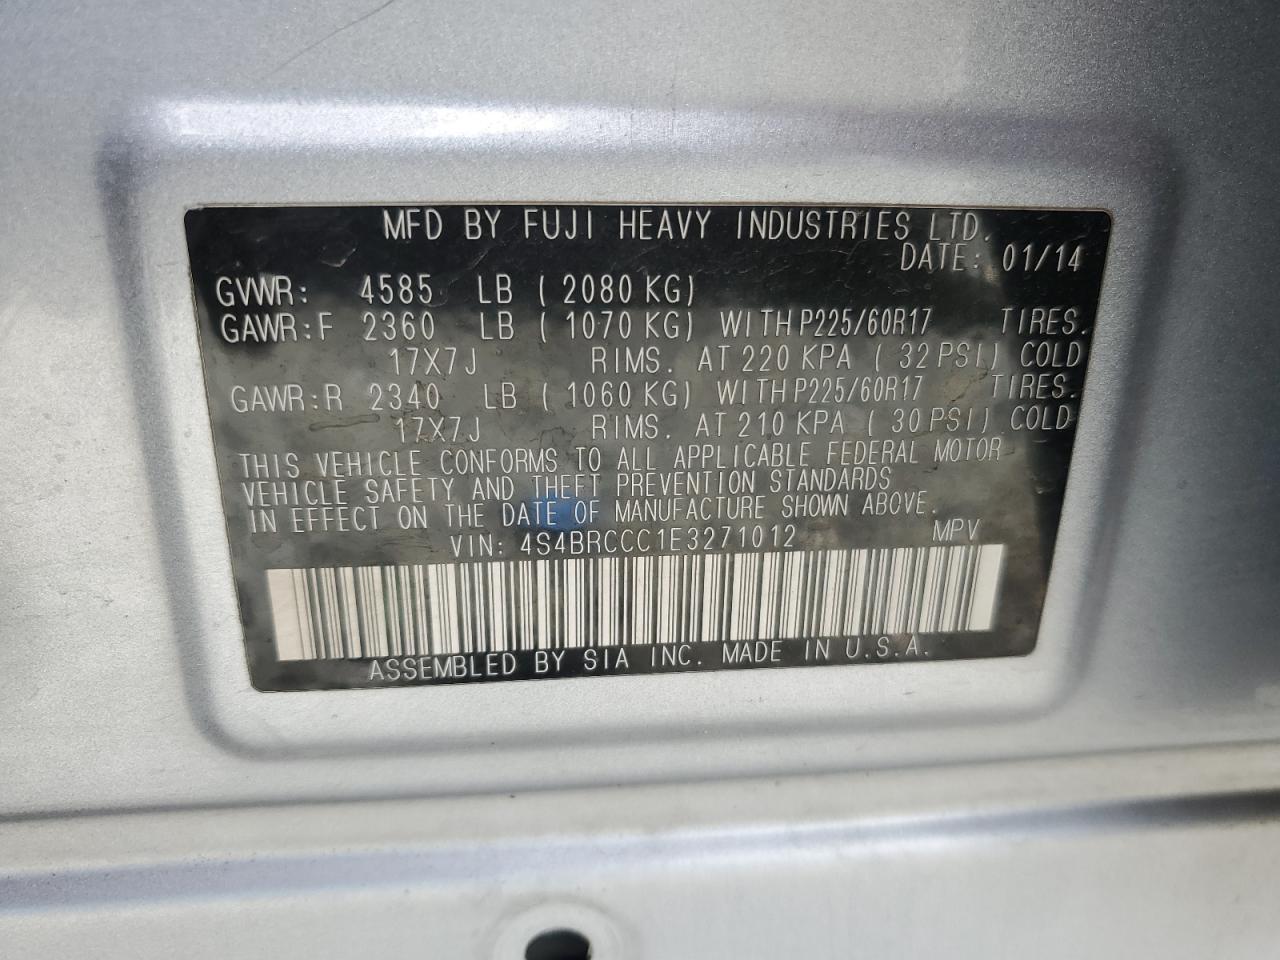 MFD BY FUJI HEAVY INDUSTRIES LTD.
DATE: 01/14
GVWR: 4585 LB ( 2080 KG)
GAWR:F 2360 LB ( 1070 KG) WITH P225/60R17 TIRES.
17X7J RIMS. AT 220 KPA ( 32 PSI) COLD
GAWR:R 2340 LB ( 1060 KG) WITH P225/60R17 TIRES.
17X7J RIMS. AT 210 KPA ( 30 PSI) COLD
THIS VEHICLE CONFORMS TO ALL APPLICABLE FEDERAL MOTOR
VEHICLE SAFETY AND THEFT PREVENTION STANDARDS
IN EFFECT ON THE DATE OF MANUFACTURE SHOWN ABOVE.
VIN: 4S4BRCCC1E3271012 MPV
ASSEMBLED BY SIA INC. MADE IN U.S.A.